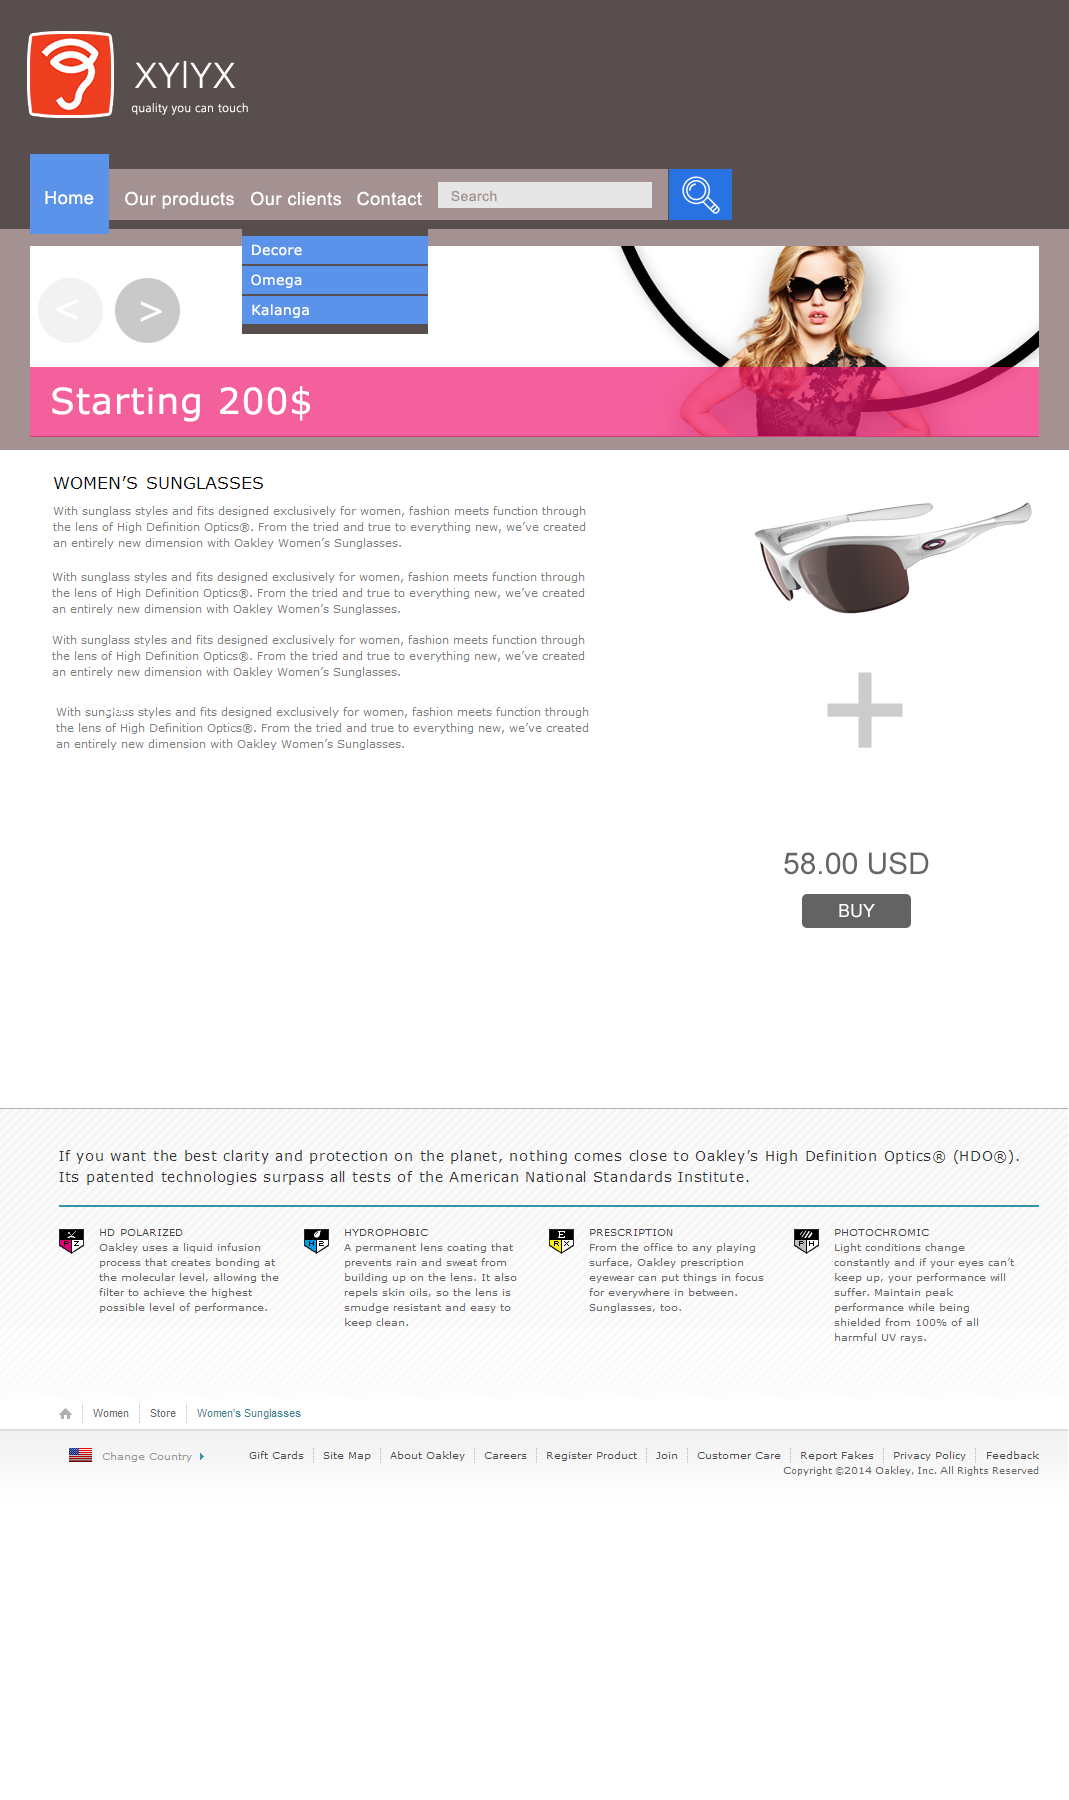 XYIYX
quality you can touch
Home
Our products
Our clients
Contact
Search
Decore
Omega
Kalanga
<
>
Starting 200$
WOMEN’S SUNGLASSES
With sunglass styles and fits designed exclusively for women, fashion meets function through
the lens of High Definition Optics®. From the tried and true to everything new, we’ve created
an entirely new dimension with Oakley Women’s Sunglasses.
With sunglass styles and fits designed exclusively for women, fashion meets function through
the lens of High Definition Optics®. From the tried and true to everything new, we’ve created
an entirely new dimension with Oakley Women’s Sunglasses.
With sunglass styles and fits designed exclusively for women, fashion meets function through
the lens of High Definition Optics®. From the tried and true to everything new, we’ve created
an entirely new dimension with Oakley Women’s Sunglasses.
With sunglass styles and fits designed exclusively for women, fashion meets function through
the lens of High Definition Optics®. From the tried and true to everything new, we’ve created
an entirely new dimension with Oakley Women’s Sunglasses.
58.00 USD
BUY
If you want the best clarity and protection on the planet, nothing comes close to Oakley’s High Definition Optics® (HDO®).
Its patented technologies surpass all tests of the American National Standards Institute.
PZ
HD POLARIZED
Oakley uses a liquid infusion
process that creates bonding at
the molecular level, allowing the
filter to achieve the highest
possible level of performance.
H2
HYDROPHOBIC
A permanent lens coating that
prevents rain and sweat from
building up on the lens. It also
repels skin oils, so the lens is
smudge resistant and easy to
keep clean.
E
RX
PRESCRIPTION
From the office to any playing
surface, Oakley prescription
eyewear can put things in focus
for everywhere in between.
Sunglasses, too.
PH
PHOTOCHROMIC
Light conditions change
constantly and if your eyes can’t
keep up, your performance will
suffer. Maintain peak
performance while being
shielded from 100% of all
harmful UV rays.
Women
Store
Women's Sunglasses
Change Country
Gift Cards
Site Map
About Oakley
Careers
Register Product
Join
Customer Care
Report Fakes
Privacy Policy
Feedback
Copyright ©2014 Oakley, Inc. All Rights Reserved